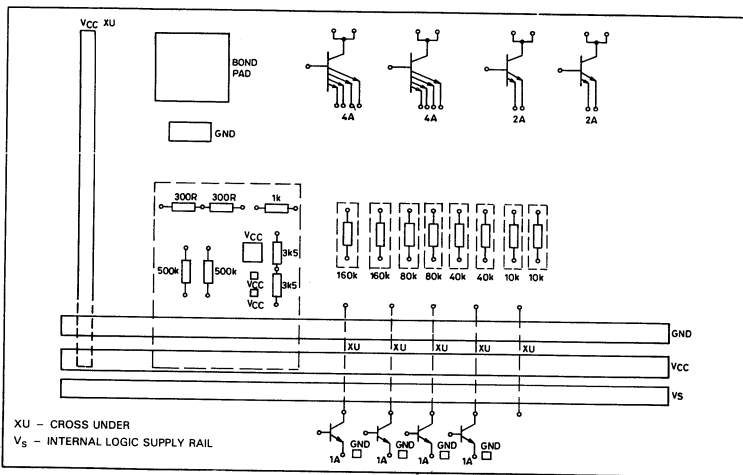 VCC XU
BOND
PAD
GND
4A
4A
2A
2A
300R
300R
1k
VCC
3k5
500k
500k
VCC
3k5
VCC
160k
160k
80k
80k
40k
40k
10k
10k
GND
XU
XU
XU
XU
XU
VCC
VS
XU – CROSS UNDER
VS – INTERNAL LOGIC SUPPLY RAIL
GND
GND
GND
GND
1A
1A
1A
1A